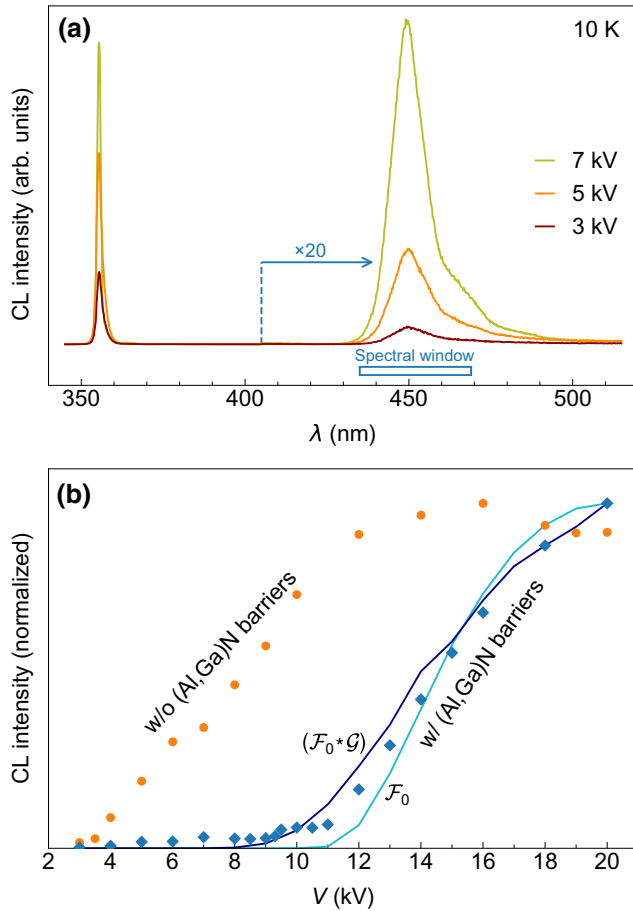 (a)
10 K
CL intensity (arb. units)
7 kV
5 kV
3 kV
×20
Spectral window
350
400
450
500
λ (nm)
(b)
CL intensity (normalized)
w/o (Al,Ga)N barriers
w/ (Al,Ga)N barriers
(ℱ₀*𝒢)
ℱ₀
2
4
6
8
10
12
14
16
18
20
V (kV)